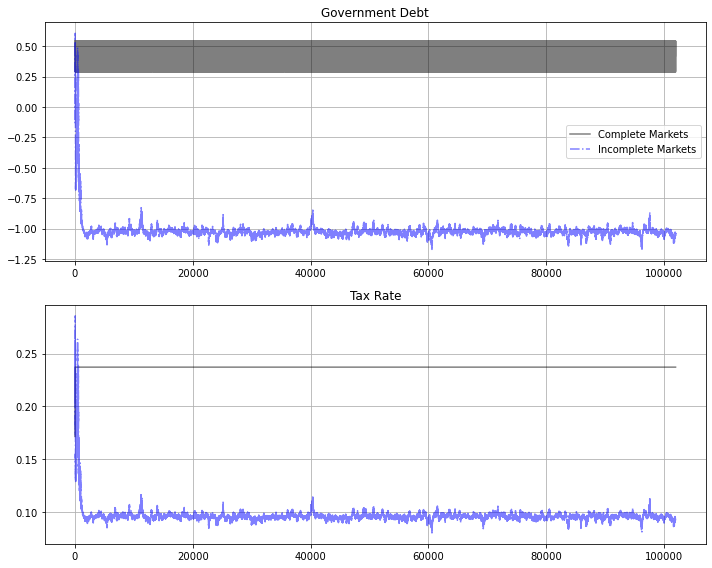 Government Debt
0.50
0.25
0.00
−0.25
−0.50
−0.75
−1.00
−1.25
Complete Markets
Incomplete Markets
0 20000 40000 60000 80000 100000
Tax Rate
0.25
0.20
0.15
0.10
0 20000 40000 60000 80000 100000